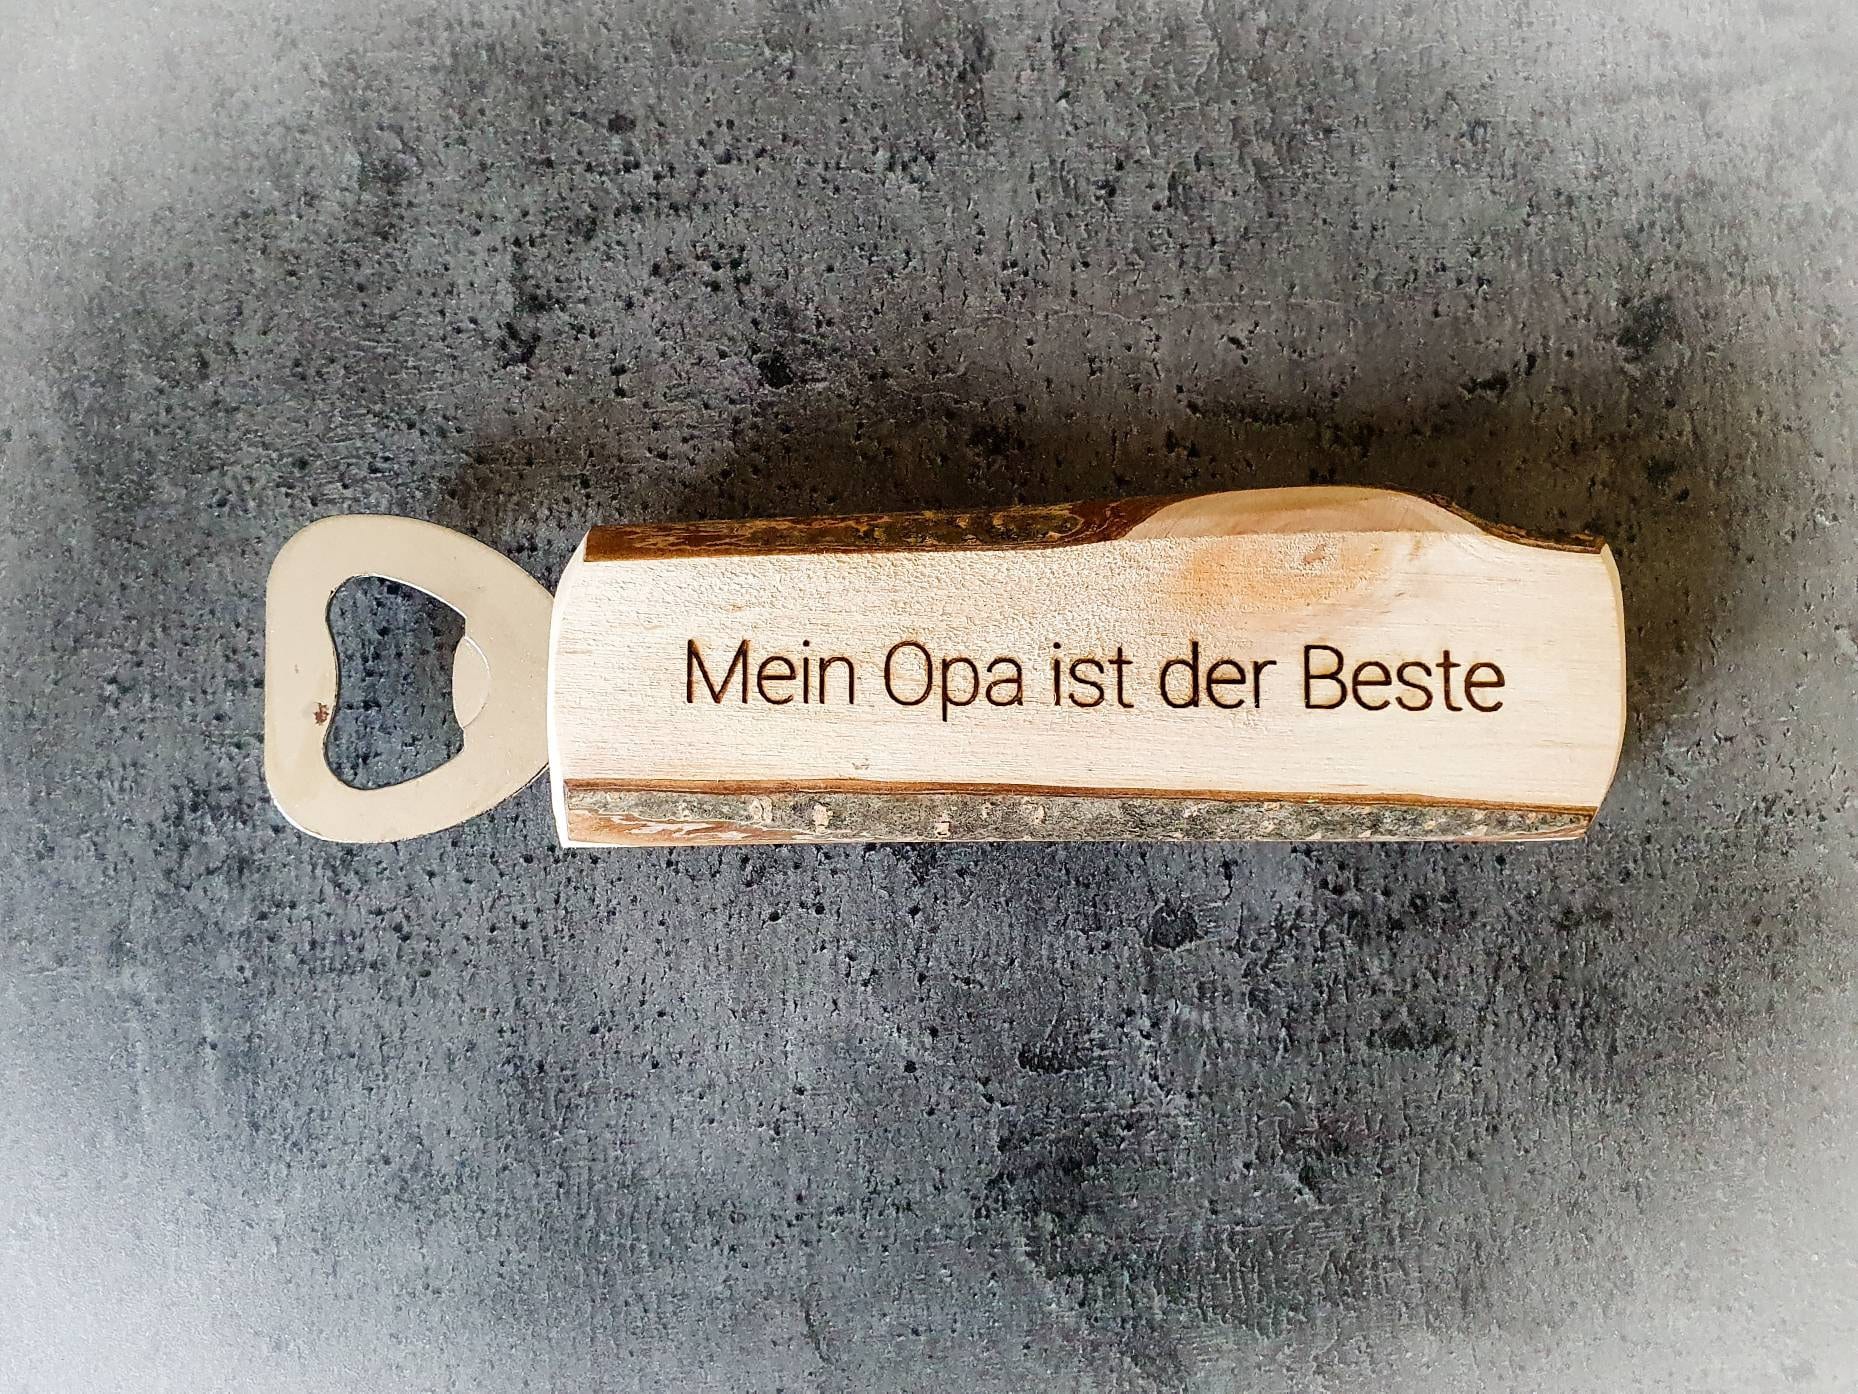 Mein Opa ist der Beste